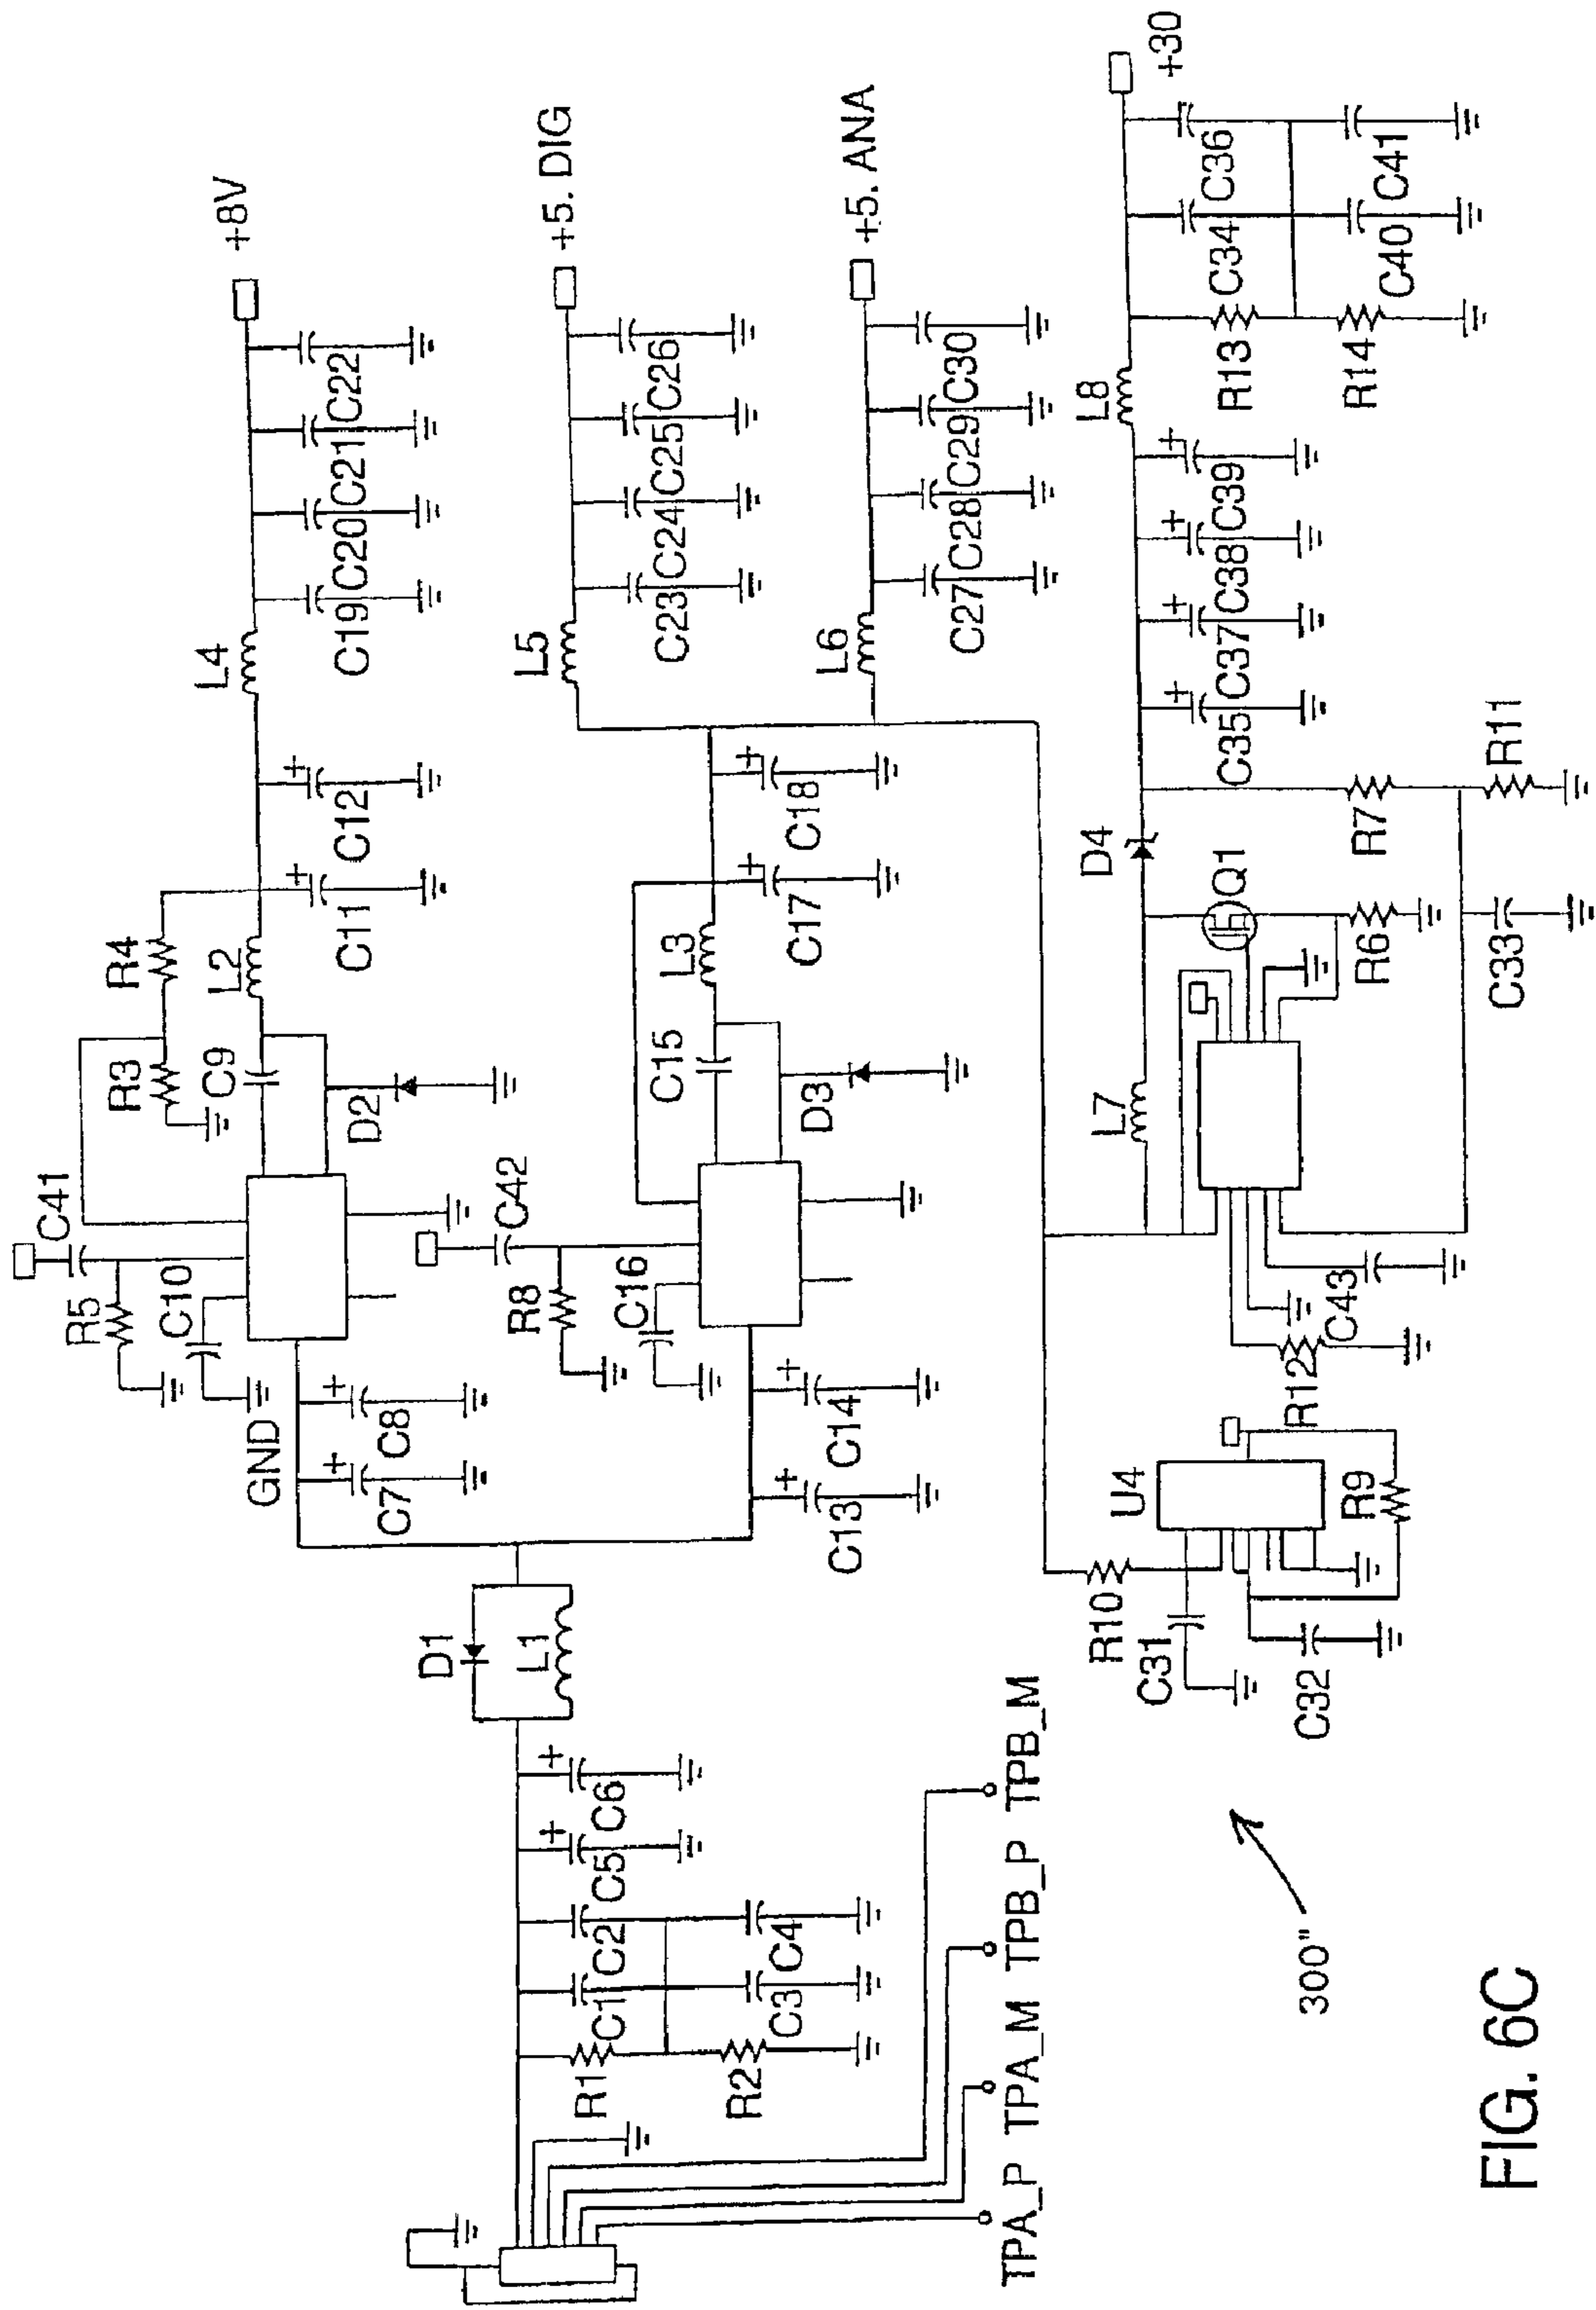 C41
R5
C10
R3
R4
+8V
GND
C9
L2
L4
C7
C8
D2
C11
C12
C19
C20
C21
C22
D1
L1
C42
R8
C16
C15
L3
L5
+5. DIG
C13
C14
D3
C17
C18
C23
C24
C25
C26
L6
+5. ANA
C27
C28
C29
C30
R1
C1
C2
C5
C6
R2
C3
C4
TPA_P
TPA_M
TPB_P
TPB_M
R10
C31
U4
C32
R9
R12
C43
L7
D4
Q1
R6
R7
C33
R11
C35
C37
C38
C39
L8
+30
R13
C34
C36
R14
C40
C41
300"
FIG. 6C